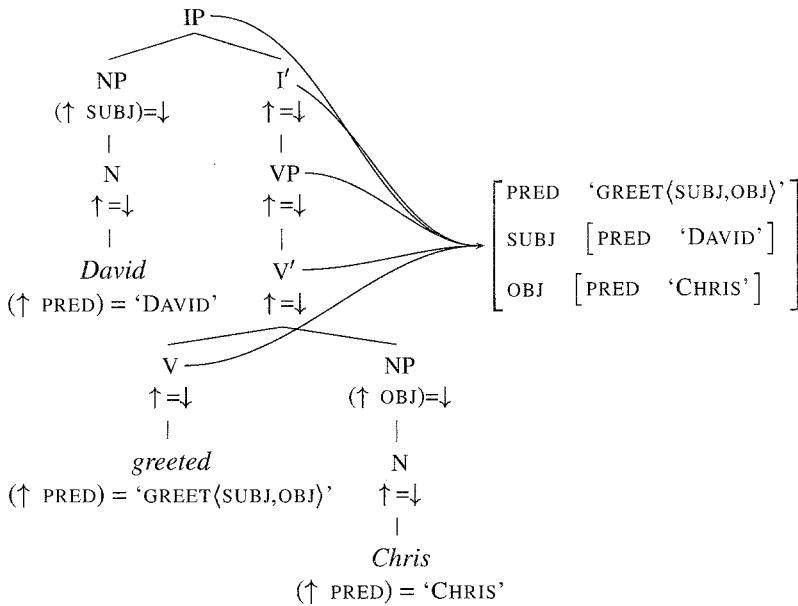 IP
NP I′
(↑ SUBJ)=↓ ↑=↓
N VP
↑=↓ ↑=↓
David V′
(↑ PRED) = ‘DAVID’ ↑=↓
V NP
↑=↓ (↑ OBJ)=↓
greeted N
(↑ PRED) = ‘GREET⟨SUBJ,OBJ⟩’ ↑=↓
Chris
(↑ PRED) = ‘CHRIS’
PRED ‘GREET⟨SUBJ,OBJ⟩’
SUBJ [PRED ‘DAVID’]
OBJ [PRED ‘CHRIS’]